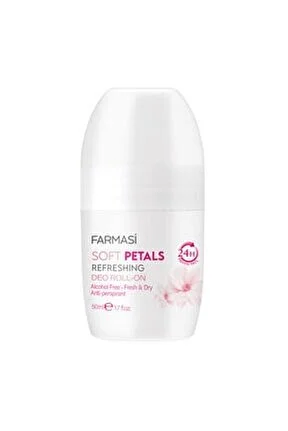 FARMASİ
24H
SOFT PETALS
REFRESHING
DEO ROLL-ON
Alcohol Free - Fresh & Dry
Anti-perspirant
50ml e 1.7 fl.oz.